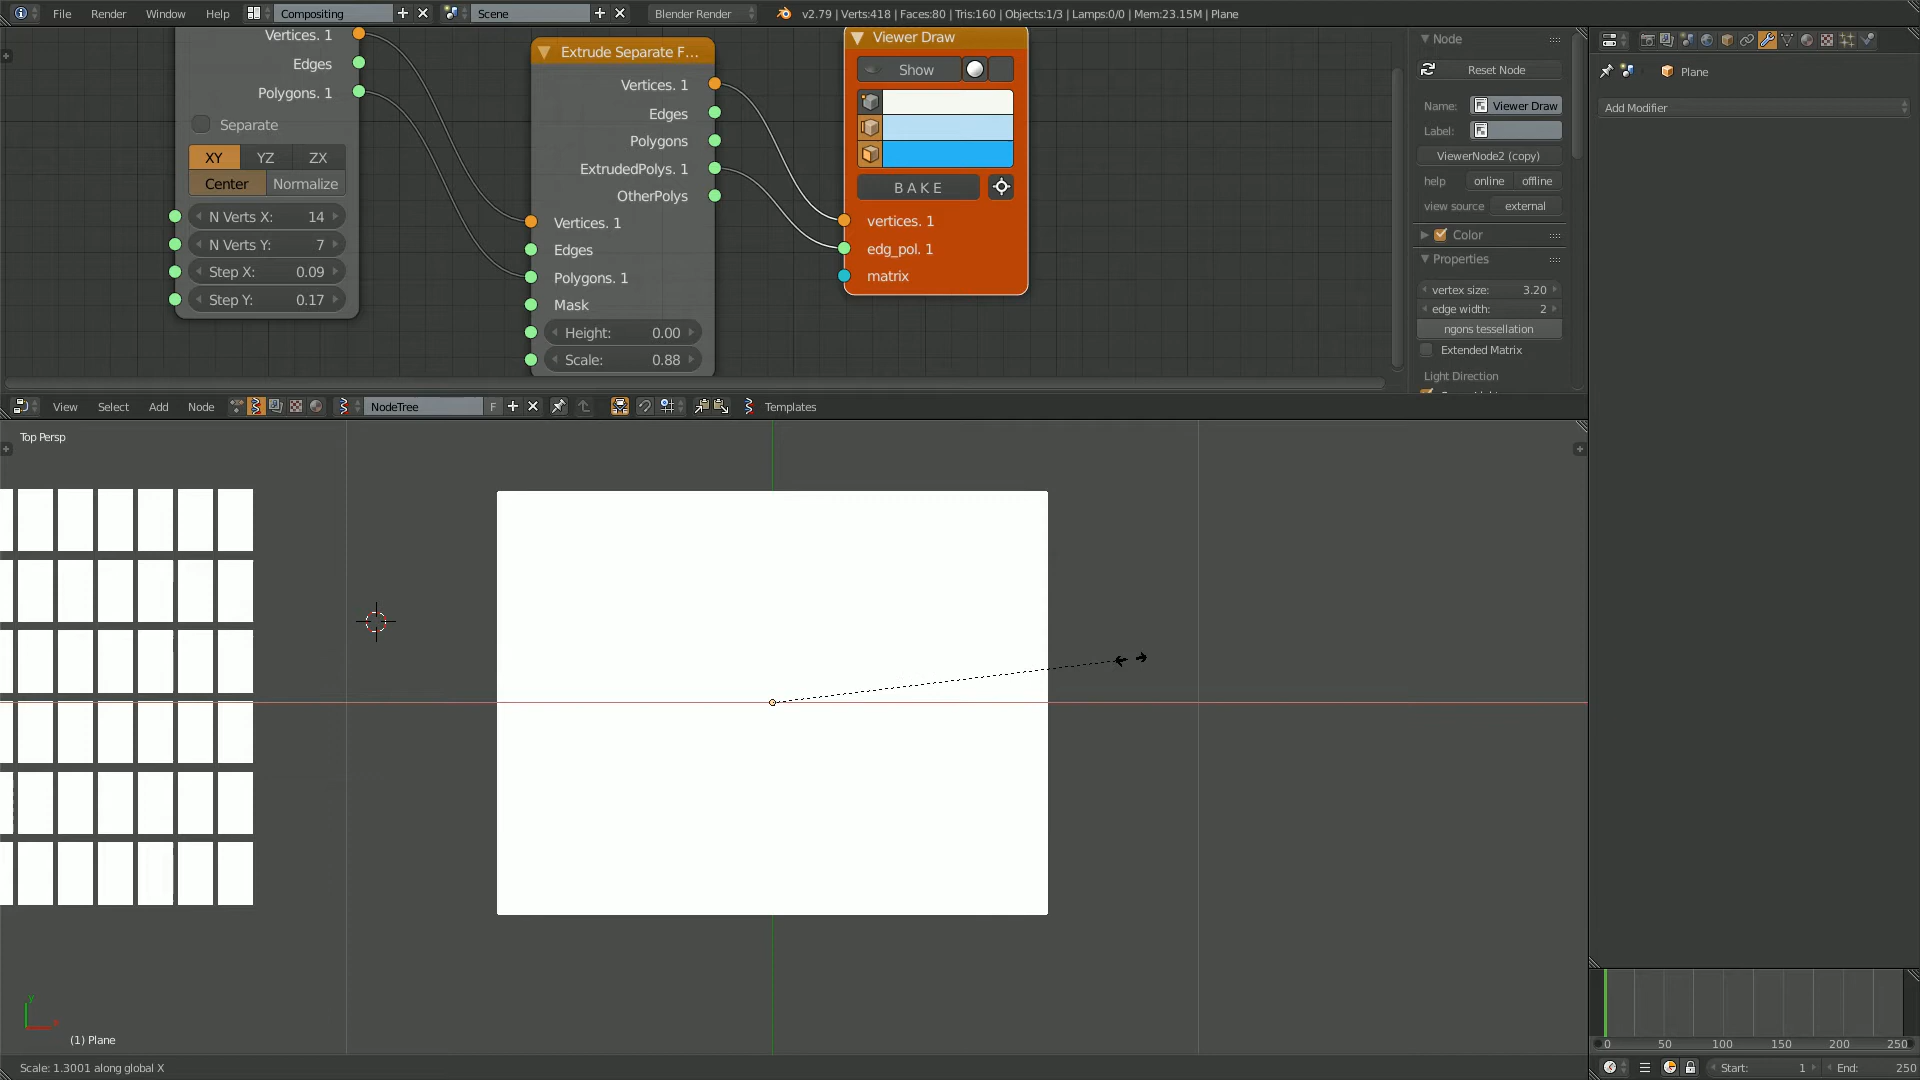 File Render Window Help Compositing Scene Blender Render v2.79 | Verts:418 | Faces:80 | Tris:160 | Objects:1/3 | Lamps:0/0 | Mem:23.15M | Plane
Vertices. 1
Edges
Polygons. 1
Separate
XY YZ ZX
Center Normalize
N Verts X: 14
N Verts Y: 7
Step X: 0.09
Step Y: 0.17
Extrude Separate F...
Vertices. 1
Edges
Polygons
ExtrudedPolys. 1
OtherPolys
Vertices. 1
Edges
Polygons. 1
Mask
Height: 0.00
Scale: 0.88
Viewer Draw
Show
BAKE
vertices. 1
edg_pol. 1
matrix
Node
Reset Node
Name: Viewer Draw
Label:
ViewerNode2 (copy)
help online offline
view source external
Color
Properties
vertex size: 3.20
edge width: 2
ngons tessellation
Extended Matrix
Light Direction
Plane
Add Modifier
View Select Add Node NodeTree F Templates
Top Persp
y
(1) Plane
Scale: 1.3001 along global X
0 50 100 150 200 250
Start: 1 End: 250